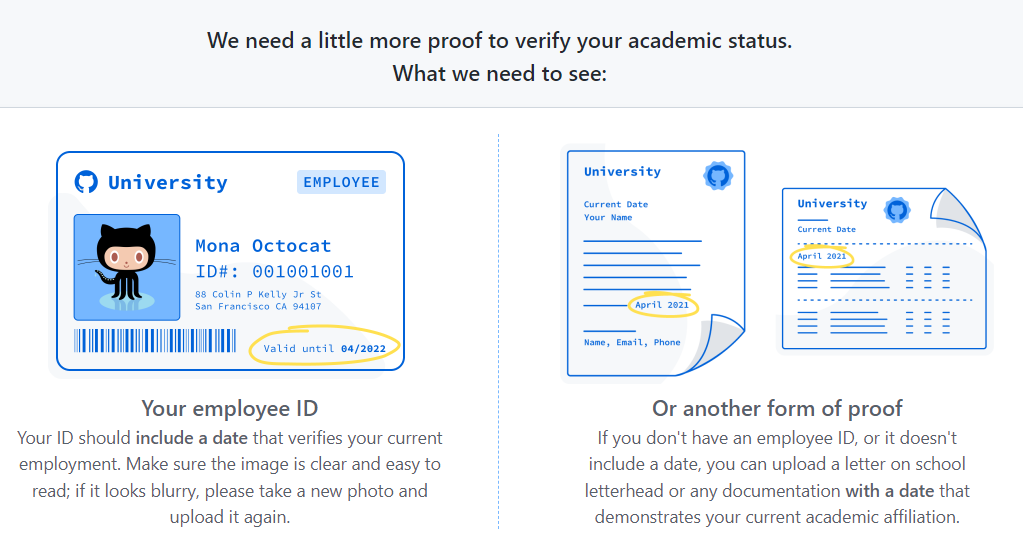 We need a little more proof to verify your academic status.
What we need to see:
University
EMPLOYEE
Mona Octocat
ID#: 001001001
88 Colin P Kelly Jr St
San Francisco CA 94107
Valid until 04/2022
Your employee ID
Your ID should include a date that verifies your current
employment. Make sure the image is clear and easy to
read; if it looks blurry, please take a new photo and
upload it again.
University
Current Date
Your Name
April 2021
Name, Email, Phone
University
Current Date
April 2021
Or another form of proof
If you don't have an employee ID, or it doesn't
include a date, you can upload a letter on school
letterhead or any documentation with a date that
demonstrates your current academic affiliation.